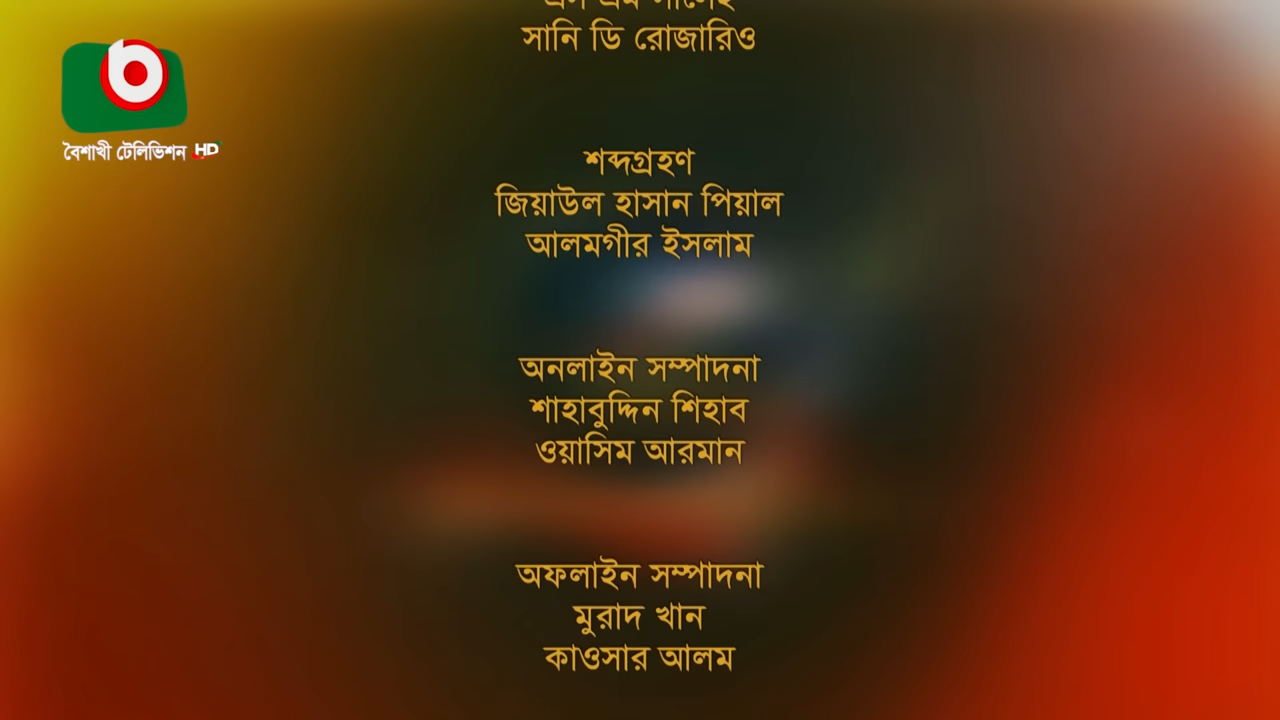 সানি ডি রোজারিও
বৈশাখী টেলিভিশন HD
শব্দগ্রহণ
জিয়াউল হাসান পিয়াল
আলমগীর ইসলাম
অনলাইন সম্পাদনা
শাহাবুদ্দিন শিহাব
ওয়াসিম আরমান
অফলাইন সম্পাদনা
মুরাদ খান
কাওসার আলম